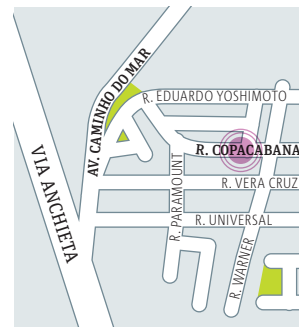 AV. CAMINHO DO MAR
R. EDUARDO YOSHIMOTO
R. COPACABANA
VIA ANCHIETA
R. PARAMOUNT
R. VERA CRUZ
R. UNIVERSAL
R. WARNER